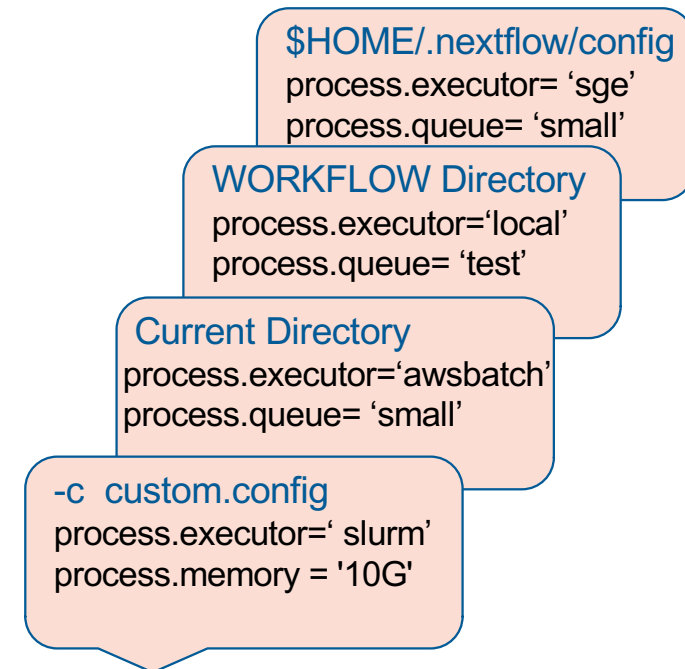 $HOME/.nextflow/config
process.executor= ‘sge’
process.queue= ‘small’
WORKFLOW Directory
process.executor=‘local’
process.queue= ‘test’
Current Directory
process.executor=‘awsbatch’
process.queue= ‘small’
-c custom.config
process.executor=‘ slurm’
process.memory = '10G'